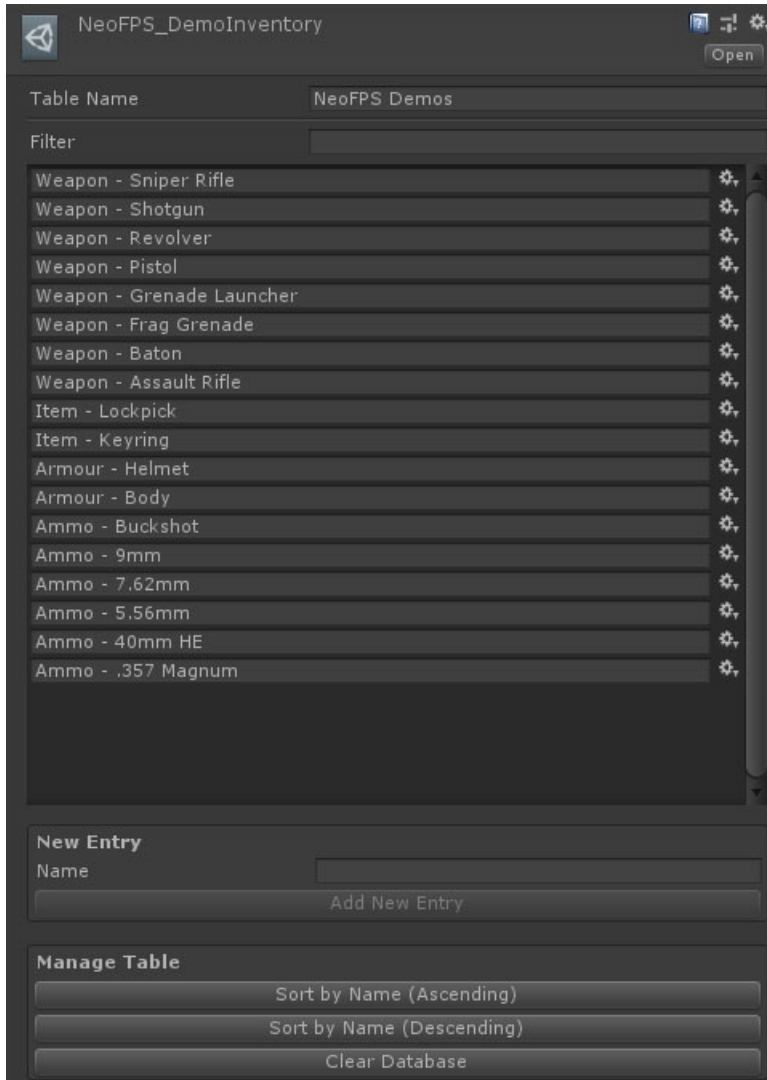 NeoFPS_DemoInventory
Open
Table Name NeoFPS Demos
Filter
Weapon - Sniper Rifle
Weapon - Shotgun
Weapon - Revolver
Weapon - Pistol
Weapon - Grenade Launcher
Weapon - Frag Grenade
Weapon - Baton
Weapon - Assault Rifle
Item - Lockpick
Item - Keyring
Armour - Helmet
Armour - Body
Ammo - Buckshot
Ammo - 9mm
Ammo - 7.62mm
Ammo - 5.56mm
Ammo - 40mm HE
Ammo - .357 Magnum
New Entry
Name
Add New Entry
Manage Table
Sort by Name (Ascending)
Sort by Name (Descending)
Clear Database